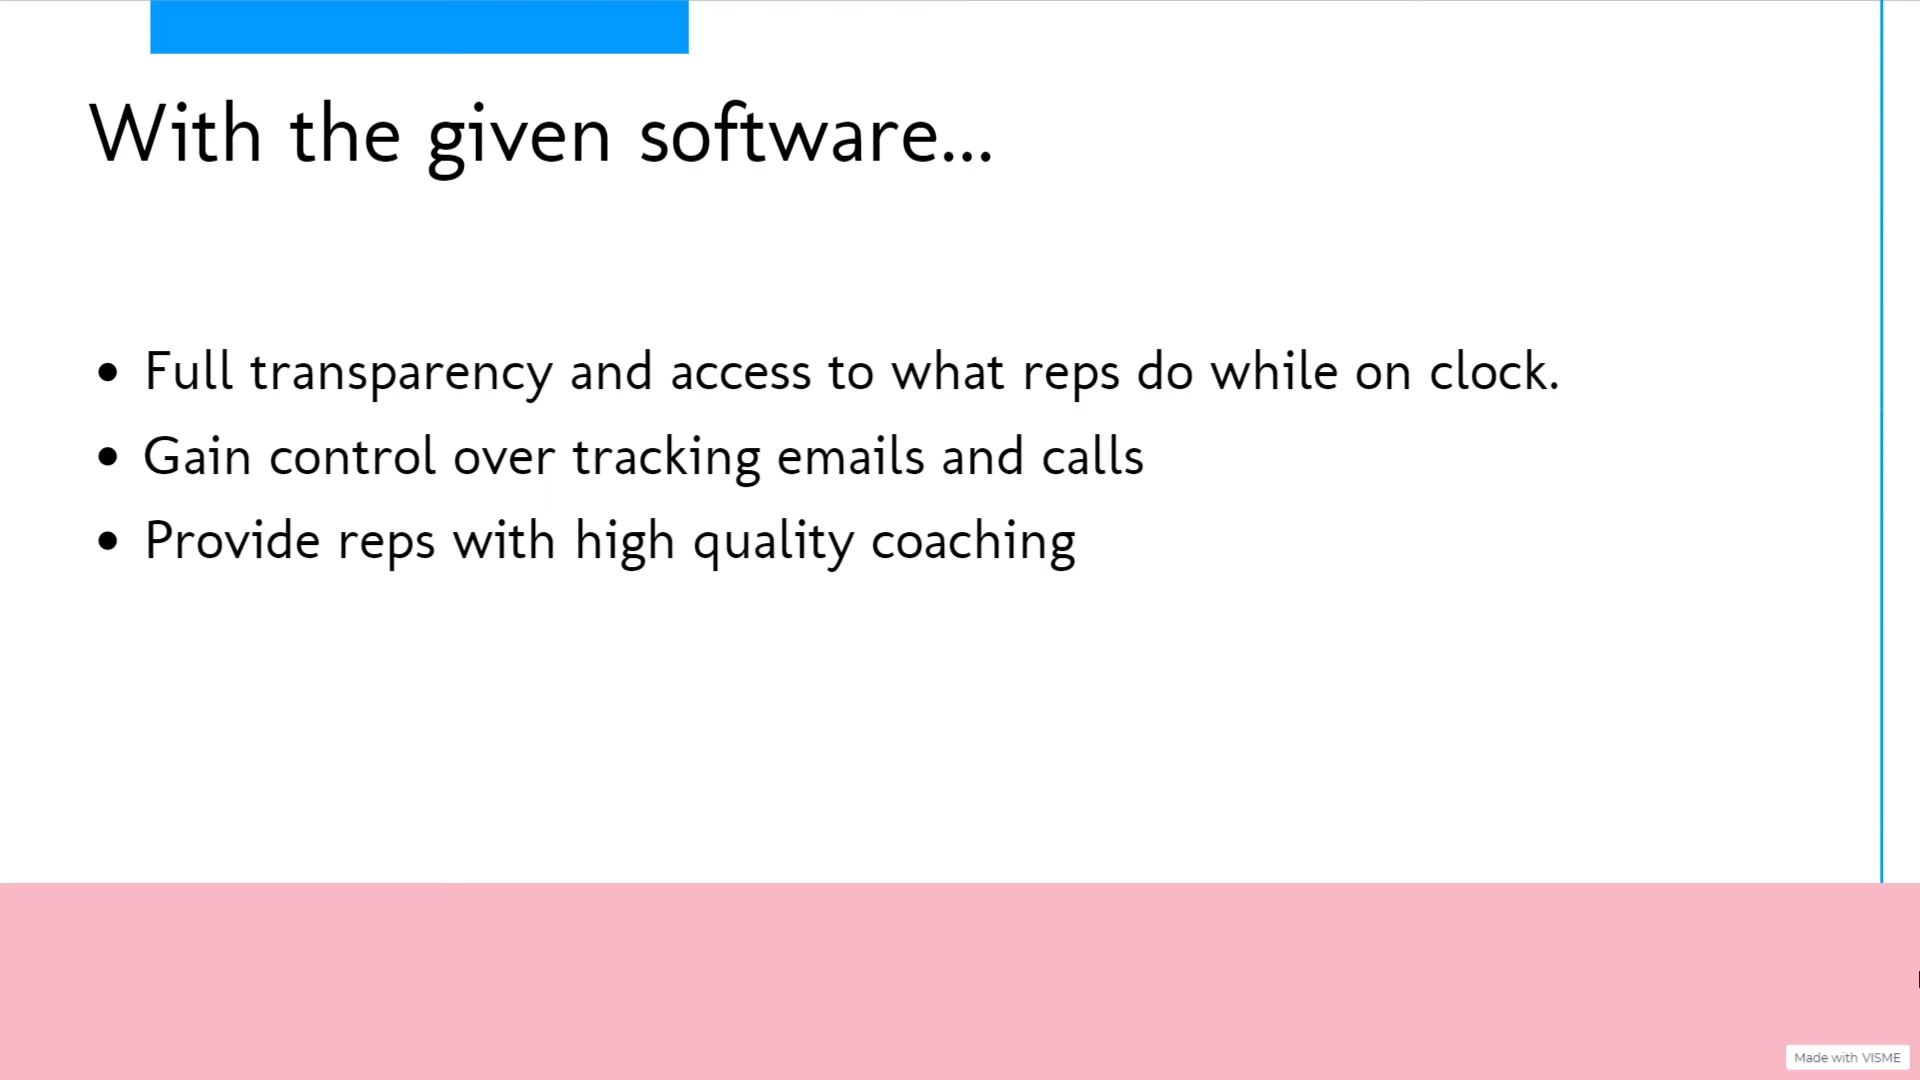 With the given software...
• Full transparency and access to what reps do while on clock.
• Gain control over tracking emails and calls
• Provide reps with high quality coaching
Made with VISME